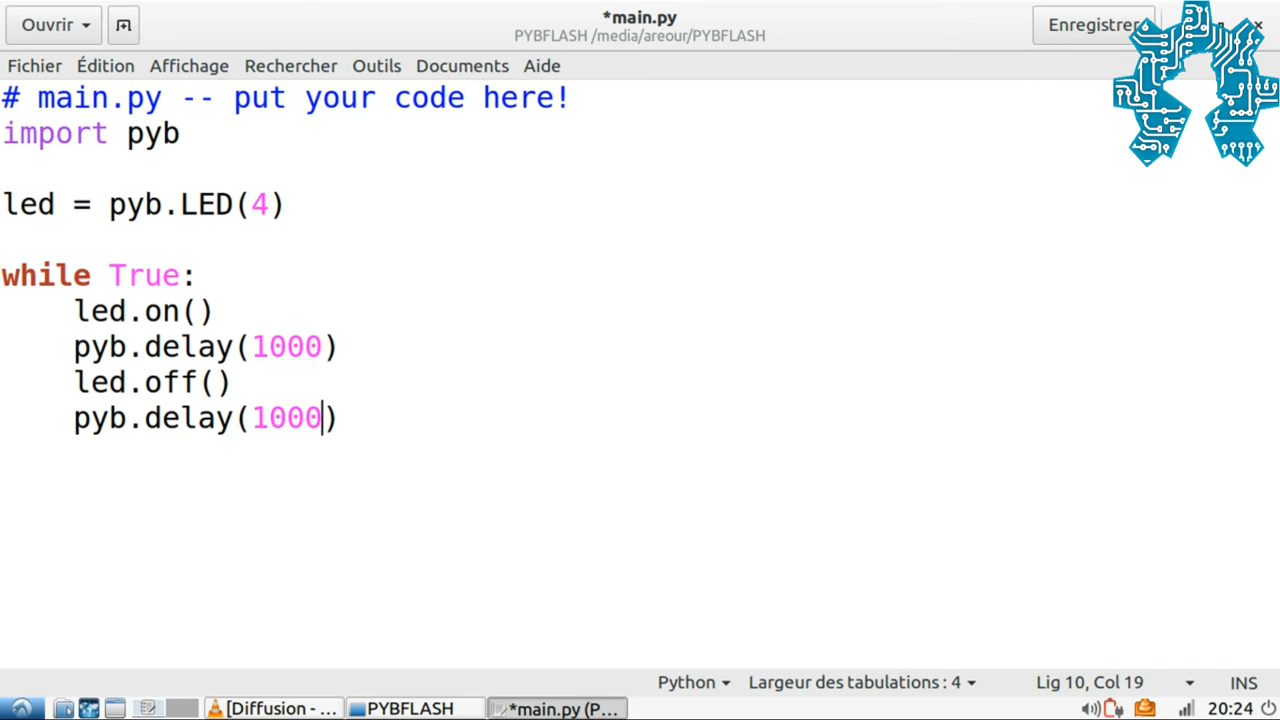 Ouvrir
*main.py
PYBFLASH /media/areour/PYBFLASH
Enregistrer
Fichier Édition Affichage Rechercher Outils Documents Aide
# main.py -- put your code here!
import pyb
led = pyb.LED(4)
while True:
    led.on()
    pyb.delay(1000)
    led.off()
    pyb.delay(1000)
Python Largeur des tabulations : 4 Lig 10, Col 19 INS
[Diffusion - ... PYBFLASH *main.py (P... 20:24